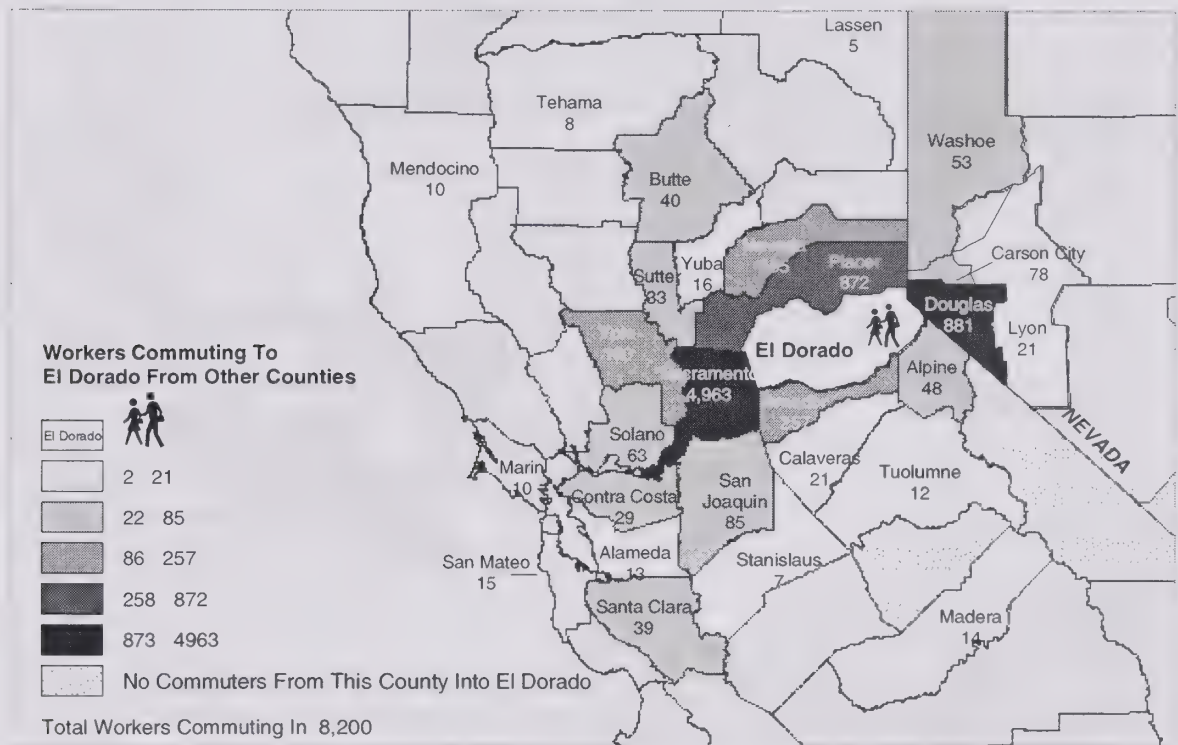 Lassen
5
Tehama
8
Washoe
53
Mendocino
10
Butte
40
Carson City
78
Yuba
16
Sutter
33
Placer
872
Douglas
881
Lyon
21
El Dorado
Alpine
48
Sacramento
4,963
NEVADA
Solano
63
Calaveras
21
Tuolumne
12
Marin
10
Contra Costa
29
San
Joaquin
85
Alameda
13
San Mateo
15
Stanislaus
7
Santa Clara
39
Madera
14
Workers Commuting To
El Dorado From Other Counties
El Dorado
2 21
22 85
86 257
258 872
873 4963
No Commuters From This County Into El Dorado
Total Workers Commuting In 8,200